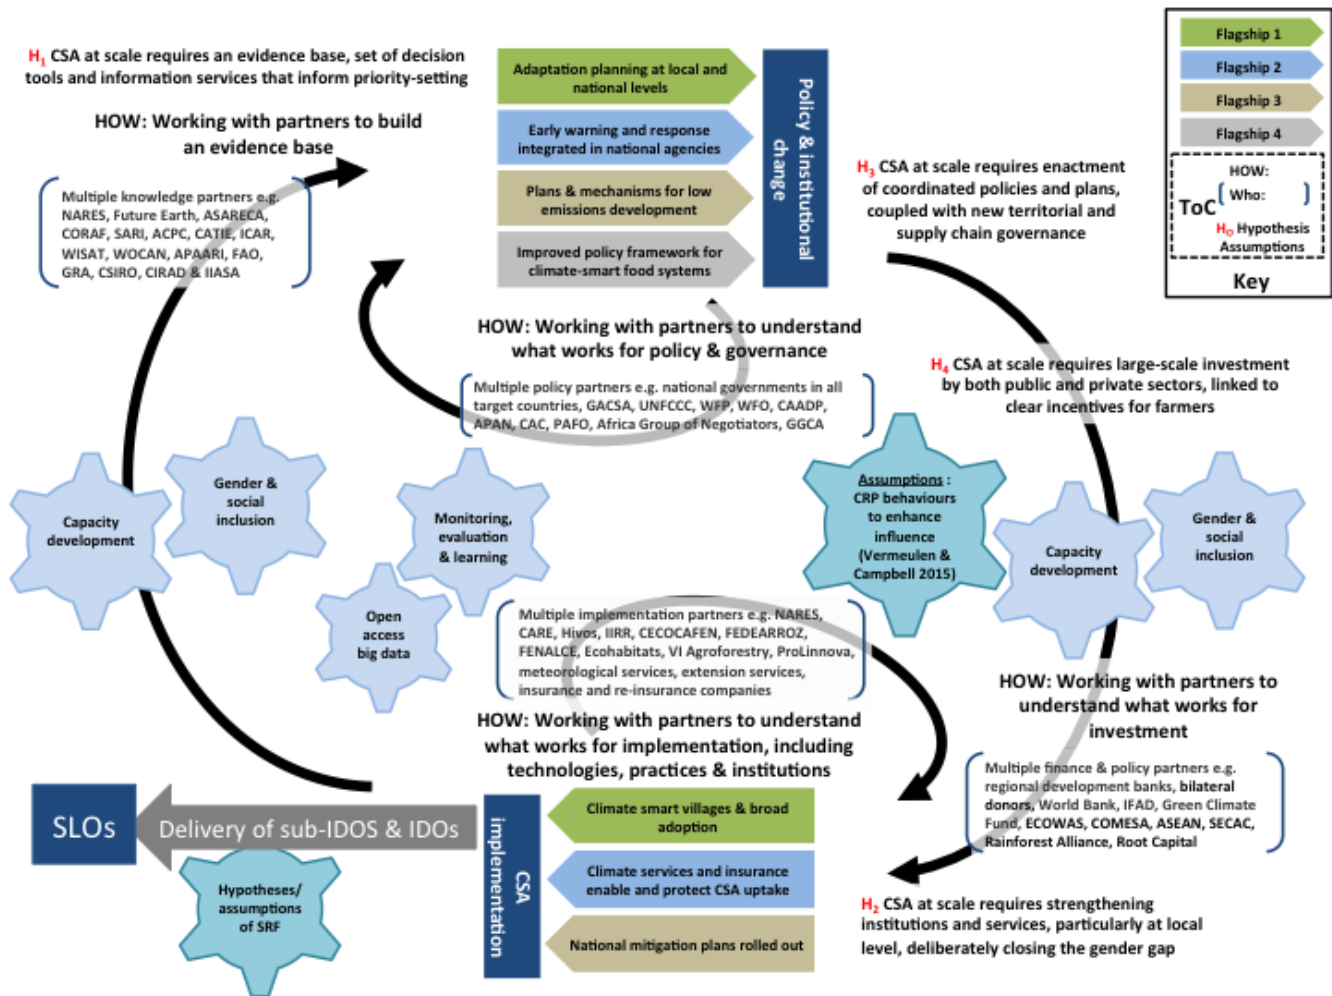 H1 CSA at scale requires an evidence base, set of decision
tools and information services that inform priority-setting
HOW: Working with partners to build
an evidence base
Multiple knowledge partners e.g.
NARES, Future Earth, ASARECA,
CORAF, SARI, ACPC, CATIE, ICAR,
WISAT, WOCAN, APAARI, FAO,
GRA, CSIRO, CIRAD & IIASA
Adaptation planning at local and
national levels
Early warning and response
integrated in national agencies
Plans & mechanisms for low
emissions development
Improved policy framework for
climate-smart food systems
Policy & institutional
change
Flagship 1
Flagship 2
Flagship 3
Flagship 4
HOW:
Who:
ToC
H0 Hypothesis
Assumptions
Key
H3 CSA at scale requires enactment
of coordinated policies and plans,
coupled with new territorial and
supply chain governance
HOW: Working with partners to understand
what works for policy & governance
Multiple policy partners e.g. national governments in all
target countries, GACSA, UNFCCC, WFP, WFO, CAADP,
APAN, CAC, PAFO, Africa Group of Negotiators, GGCA
H4 CSA at scale requires large-scale investment
by both public and private sectors, linked to
clear incentives for farmers
Capacity
development
Gender &
social
inclusion
Monitoring,
evaluation
& learning
Open
access
big data
Assumptions :
CRP behaviours
to enhance
influence
(Vermeulen &
Campbell 2015)
Capacity
development
Gender &
social
inclusion
Multiple implementation partners e.g. NARES,
CARE, Hivos, IIRR, CECOCAFEN, FEDEARROZ,
FENALCE, Ecohabitats, VI Agroforestry, ProLinnova,
meteorological services, extension services,
insurance and re-insurance companies
HOW: Working with partners to understand
what works for implementation, including
technologies, practices & institutions
HOW: Working with partners to
understand what works for
investment
Multiple finance & policy partners e.g.
regional development banks, bilateral
donors, World Bank, IFAD, Green Climate
Fund, ECOWAS, COMESA, ASEAN, SECAC,
Rainforest Alliance, Root Capital
SLOs
Delivery of sub-IDOS & IDOs
Hypotheses/
assumptions
of SRF
CSA
implementation
Climate smart villages & broad
adoption
Climate services and insurance
enable and protect CSA uptake
National mitigation plans rolled out
H2 CSA at scale requires strengthening
institutions and services, particularly at local
level, deliberately closing the gender gap